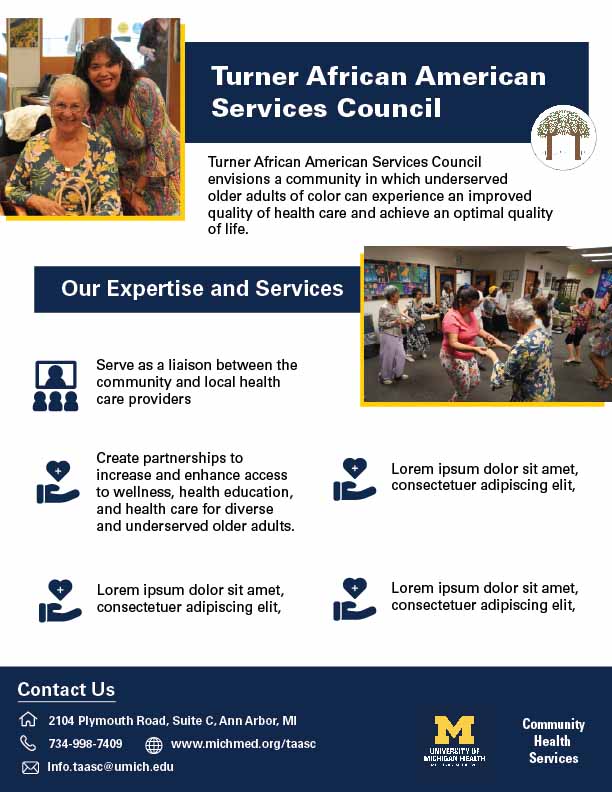 Turner African American
Services Council
Turner African American Services Council
envisions a community in which underserved
older adults of color can experience an improved
quality of health care and achieve an optimal quality
of life.
Our Expertise and Services
Serve as a liaison between the
community and local health
care providers
Create partnerships to
increase and enhance access
to wellness, health education,
and health care for diverse
and underserved older adults.
Lorem ipsum dolor sit amet,
consectetuer adipiscing elit,
Lorem ipsum dolor sit amet,
consectetuer adipiscing elit,
Lorem ipsum dolor sit amet,
consectetuer adipiscing elit,
Contact Us
2104 Plymouth Road, Suite C, Ann Arbor, MI
734-998-7409
www.michmed.org/taasc
Info.taasc@umich.edu
M
UNIVERSITY OF
MICHIGAN HEALTH
Community
Health
Services